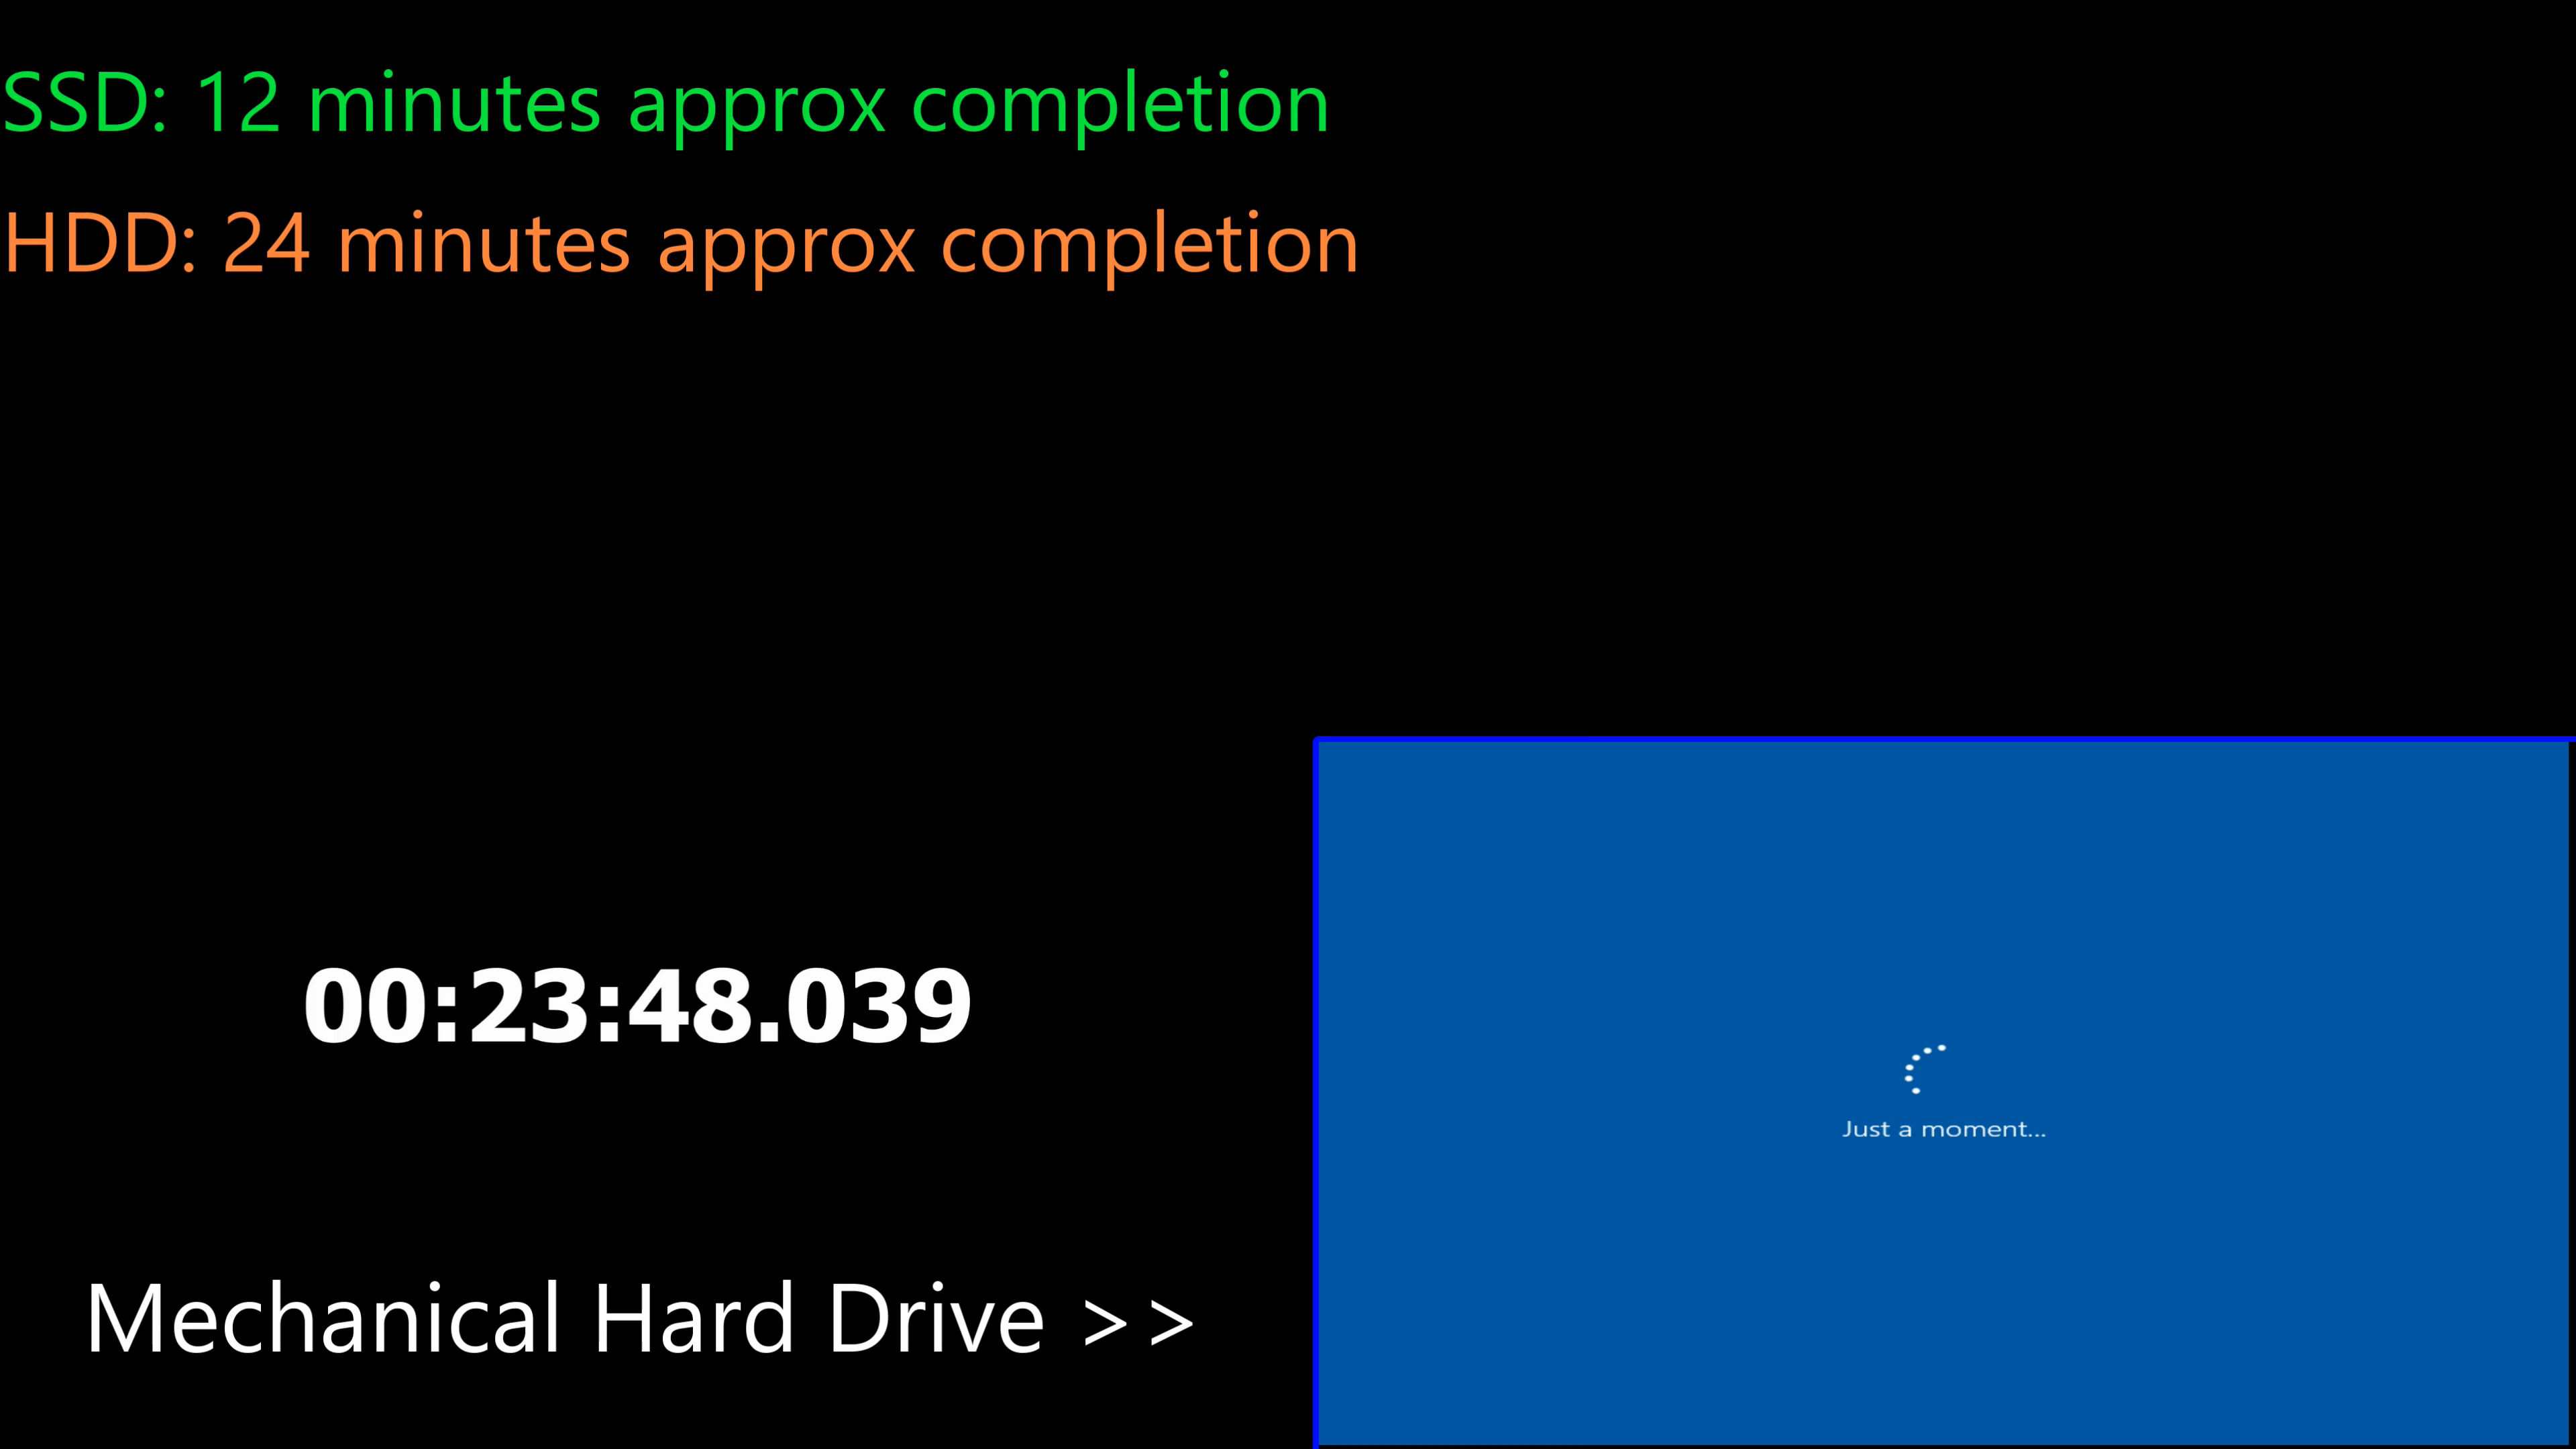 SSD: 12 minutes approx completion
HDD: 24 minutes approx completion
00:23:48.039
Just a moment...
Mechanical Hard Drive >>